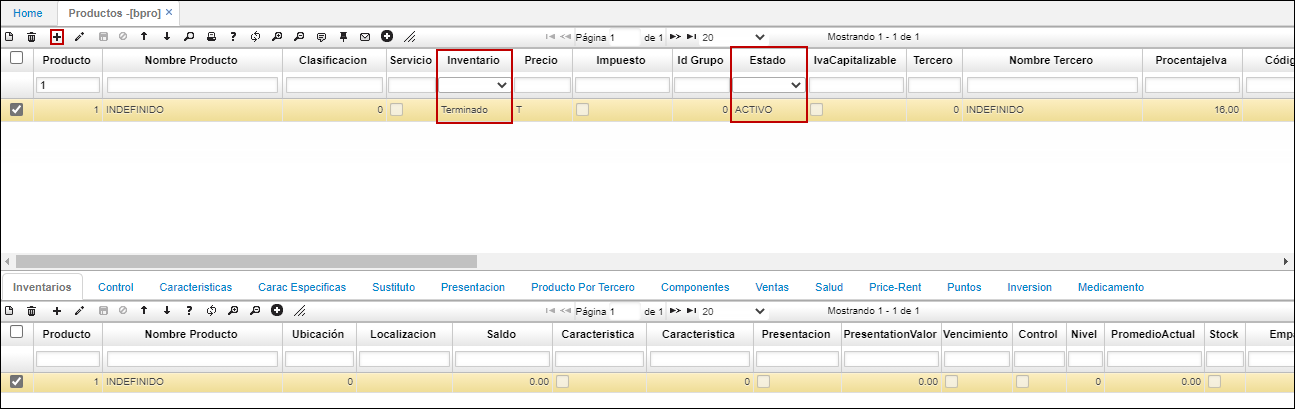 Home Productos -[bpro] ✕
Página 1 de 1 20 Mostrando 1 - 1 de 1
Producto Nombre Producto Clasificacion Servicio Inventario Precio Impuesto Id Grupo Estado IvaCapitalizable Tercero Nombre Tercero ProcentajeIva Códig
1
1 INDEFINIDO 0 Terminado T 0 ACTIVO 0 INDEFINIDO 16,00
Inventarios Control Caracteristicas Carac Especificas Sustituto Presentacion Producto Por Tercero Componentes Ventas Salud Price-Rent Puntos Inversion Medicamento
Página 1 de 1 20 Mostrando 1 - 1 de 1
Producto Nombre Producto Ubicación Localizacion Saldo Caracteristica Caracteristica Presentacion PresentationValor Vencimiento Control Nivel PromedioActual Stock Empa
1 INDEFINIDO 0 0.00 0 0.00 0 0.00